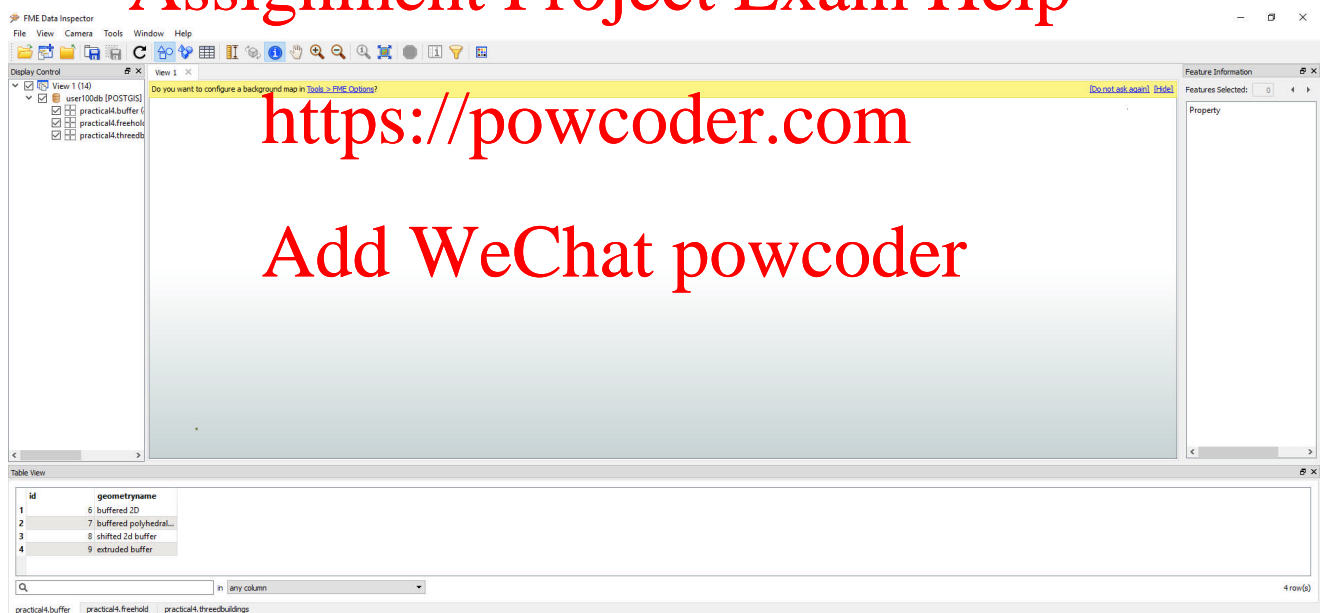 Assignment Project Exam Help
FME Data Inspector
File View Camera Tools Window Help
Display Control
View 1
Feature Information
View 1 (14)
Do you want to configure a background map in Tools > FME Options?
[Do not ask again] [Hide]
Features Selected: 0
user100db [POSTGIS]
practical4.buffer (
Property
practical4.freehold
practical4.threedb
https://powcoder.com
Add WeChat powcoder
Table View
id geometryname
1 6 buffered 2D
2 7 buffered polyhedral...
3 8 shifted 2d buffer
4 9 extruded buffer
in any column
4 row(s)
practical4.buffer practical4.freehold practical4.threedbuildings